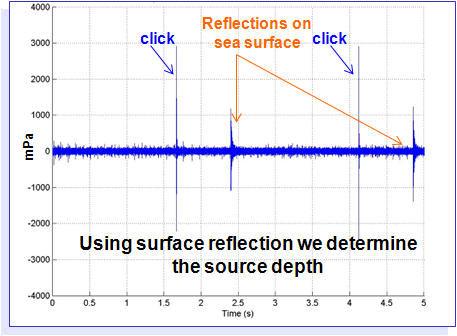 4000
Reflections on
sea surface
click
click
3000
2000
1000
0
-1000
-2000
-3000
-4000
mPa
Using surface reflection we determine
the source depth
0 0.5 1 1.5 2 2.5 3 3.5 4 4.5 5
Time (s)